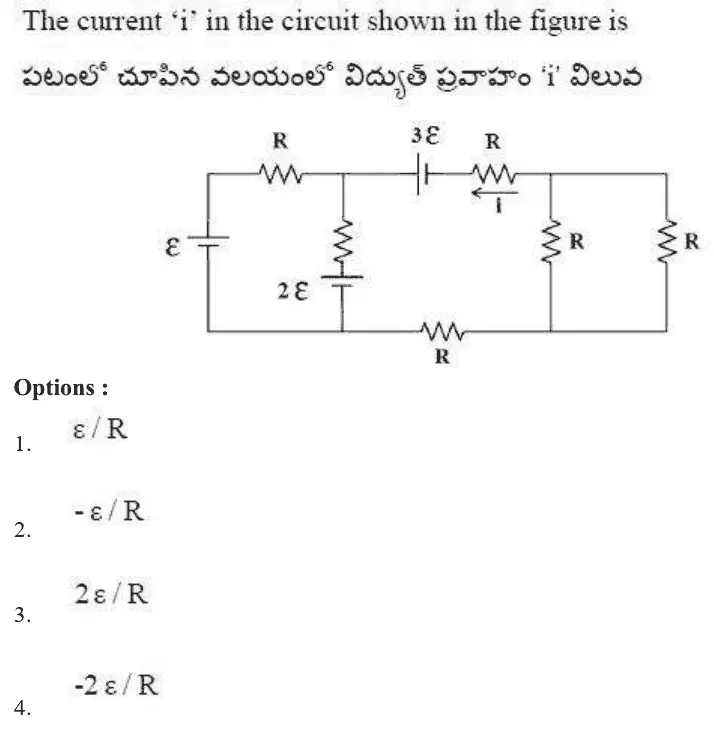 The current ‘i’ in the circuit shown in the figure is
పటంలో చూపిన వలయంలో విద్యుత్ ప్రవాహం ‘i’ విలువ
R
3ε
R
i
ε
R
R
2ε
R
Options :
1. ε/R
2. -ε/R
3. 2ε/R
4. -2ε/R